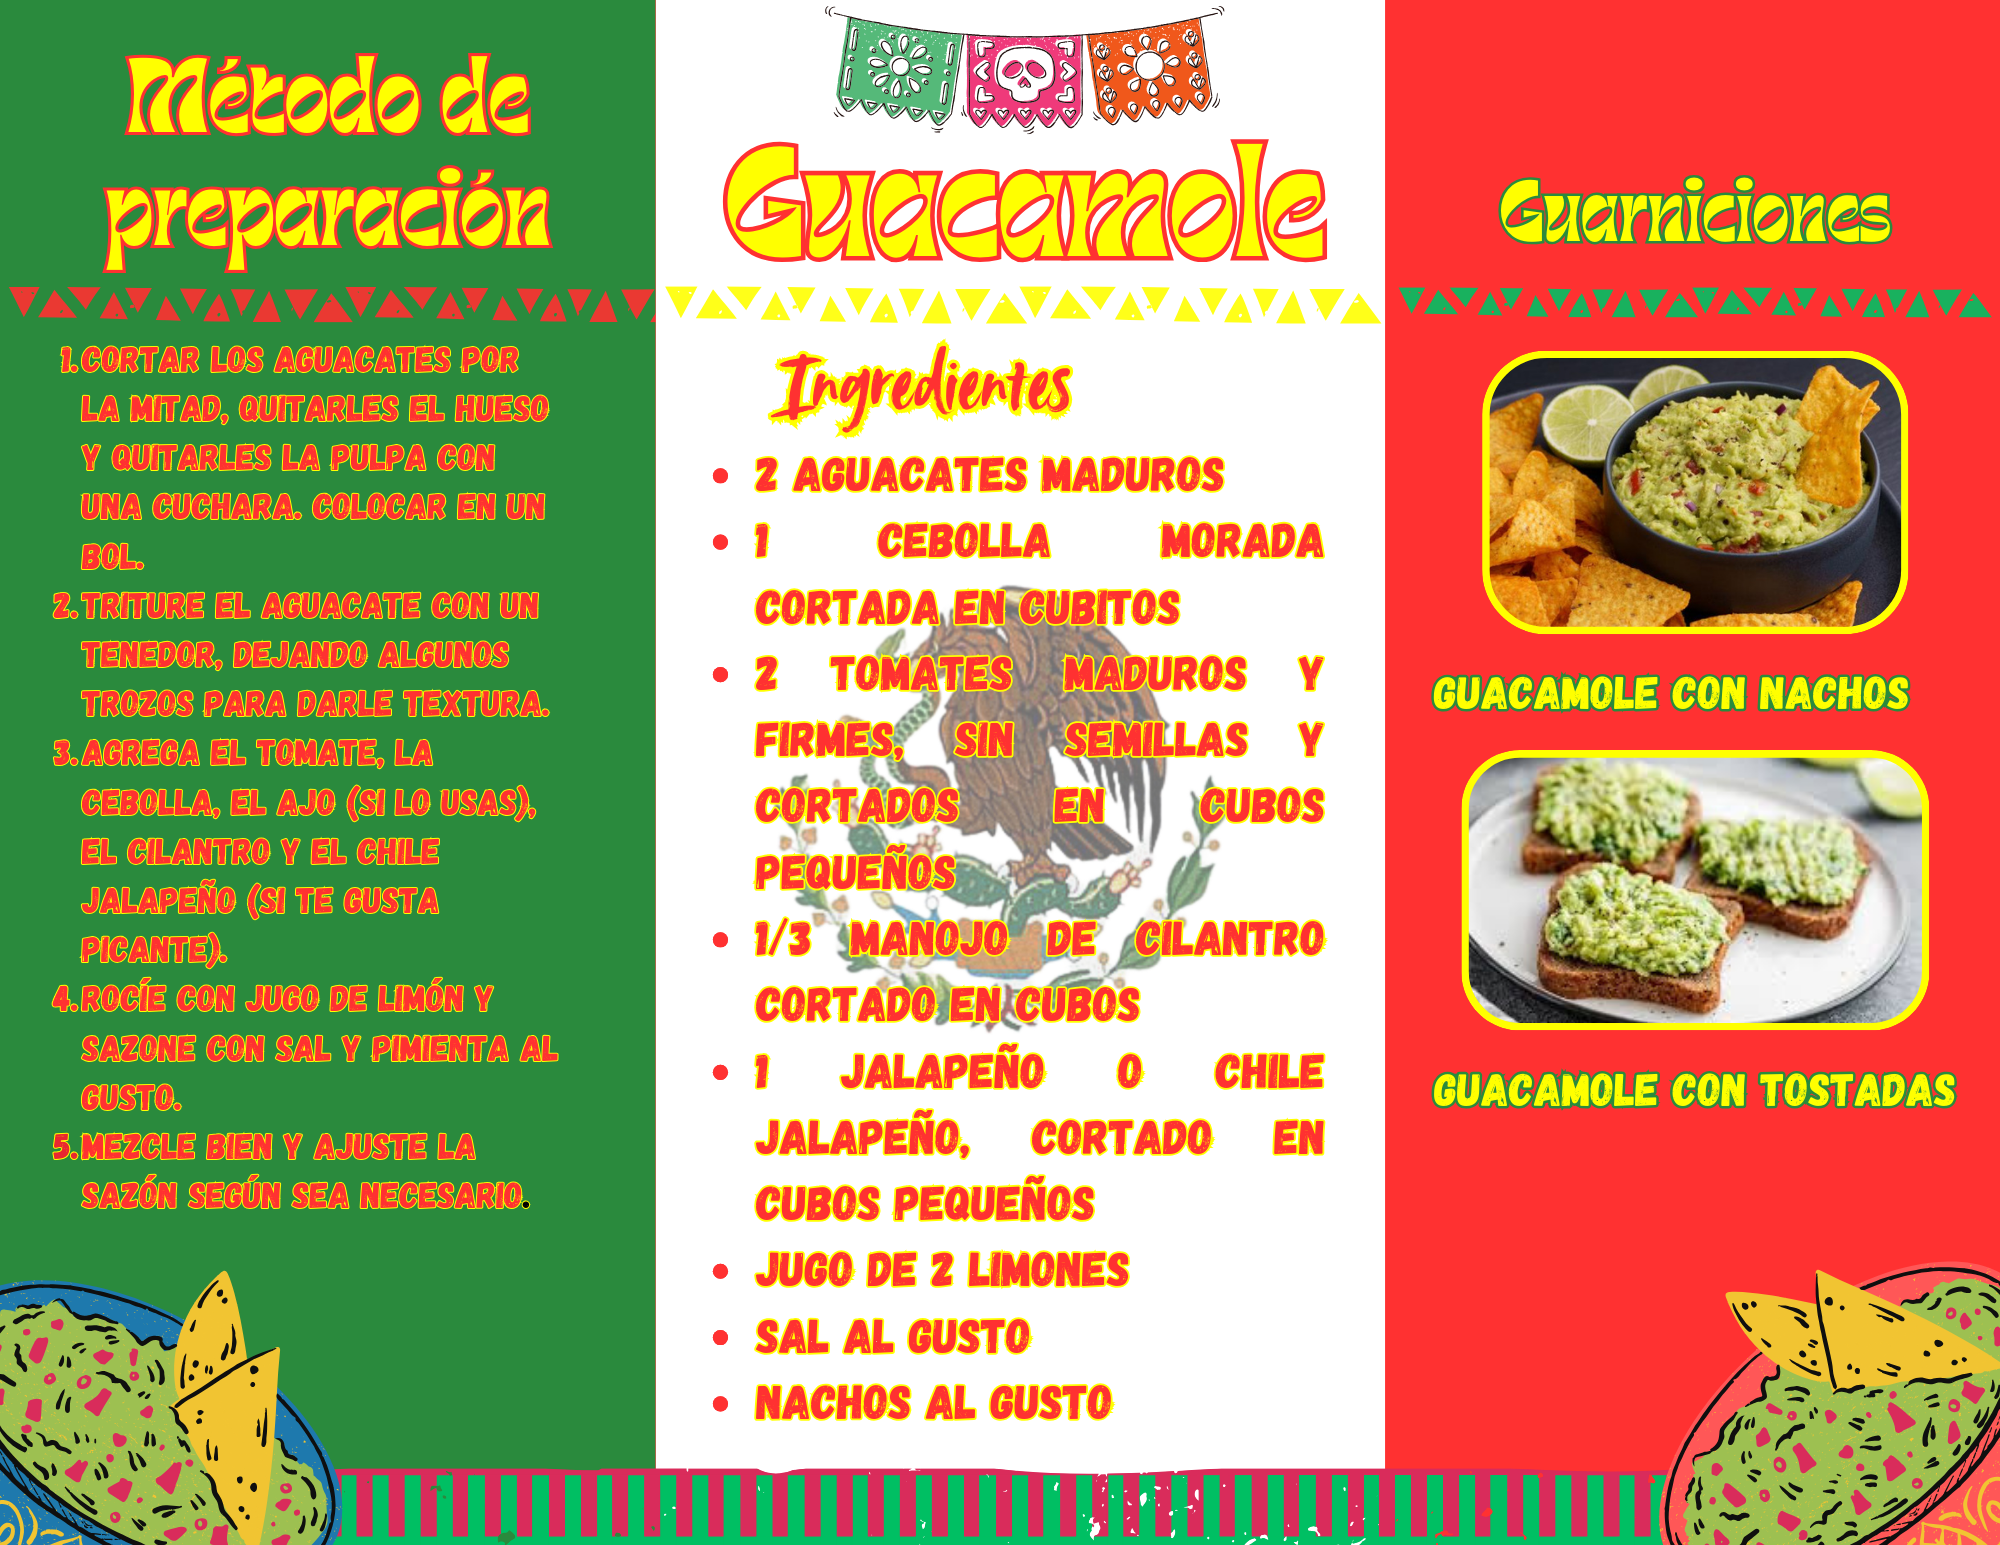 Método de
preparación
1. CORTAR LOS AGUACATES POR
LA MITAD, QUITARLES EL HUESO
Y QUITARLES LA PULPA CON
UNA CUCHARA. COLOCAR EN UN
BOL.
2. TRITURE EL AGUACATE CON UN
TENEDOR, DEJANDO ALGUNOS
TROZOS PARA DARLE TEXTURA.
3. AGREGA EL TOMATE, LA
CEBOLLA, EL AJO (SI LO USAS),
EL CILANTRO Y EL CHILE
JALAPEÑO (SI TE GUSTA
PICANTE).
4. ROCÍE CON JUGO DE LIMÓN Y
SAZONE CON SAL Y PIMIENTA AL
GUSTO.
5. MEZCLE BIEN Y AJUSTE LA
SAZÓN SEGÚN SEA NECESARIO.
Guacamole
Ingredientes
• 2 AGUACATES MADUROS
• 1 CEBOLLA MORADA
CORTADA EN CUBITOS
• 2 TOMATES MADUROS Y
FIRMES, SIN SEMILLAS Y
CORTADOS EN CUBOS
PEQUEÑOS
• 1/3 MANOJO DE CILANTRO
CORTADO EN CUBOS
• 1 JALAPEÑO O CHILE
JALAPEÑO, CORTADO EN
CUBOS PEQUEÑOS
• JUGO DE 2 LIMONES
• SAL AL GUSTO
• NACHOS AL GUSTO
Guarniciones
GUACAMOLE CON NACHOS
GUACAMOLE CON TOSTADAS